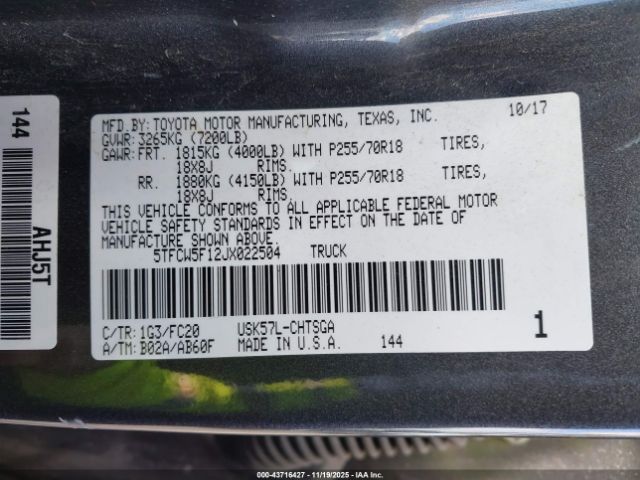 MFD.BY:TOYOTA MOTOR MANUFACTURING, TEXAS, INC. 10/17
GVWR:3265KG (7200LB)
GAWR:FRT. 1815KG (4000LB) WITH P255/70R18 TIRES,
18X8J RIMS.
RR. 1880KG (4150LB) WITH P255/70R18 TIRES,
18X8J RIMS.
THIS VEHICLE CONFORMS TO ALL APPLICABLE FEDERAL MOTOR
VEHICLE SAFETY STANDARDS IN EFFECT ON THE DATE OF
MANUFACTURE SHOWN ABOVE.
5TFCW5F12JX022504 TRUCK
C/TR:1G3/FC20 USK57L-CHTSGA
A/TM:B02A/AB60F MADE IN U.S.A. 144
1
144
AHJ5T
000-43716427 - 11/19/2025 - IAA Inc.